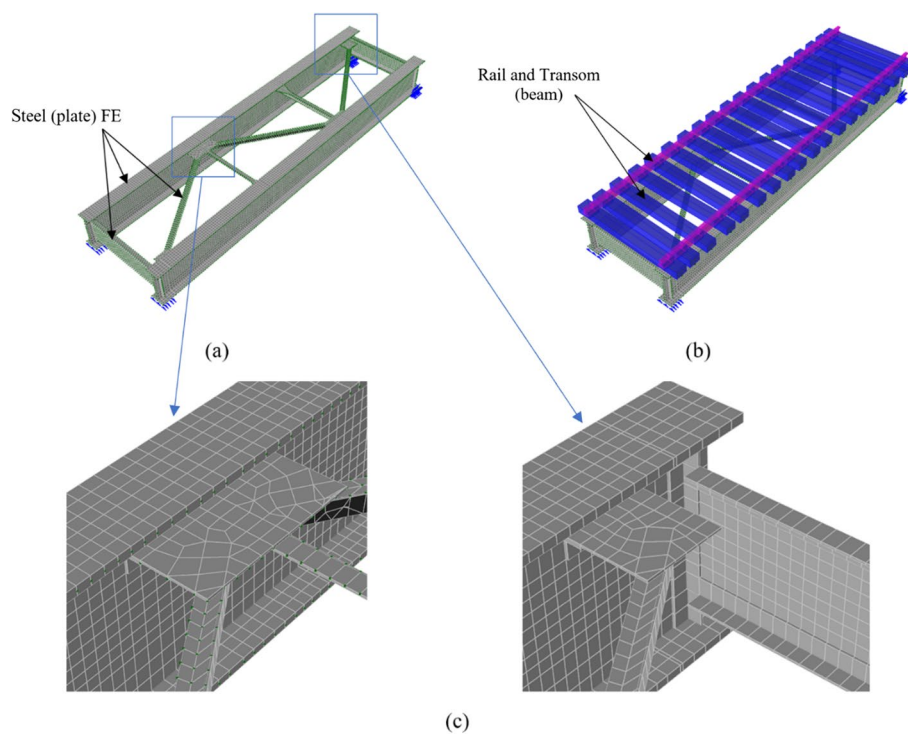 Steel (plate) FE
Rail and Transom
(beam)
(a)
(b)
(c)